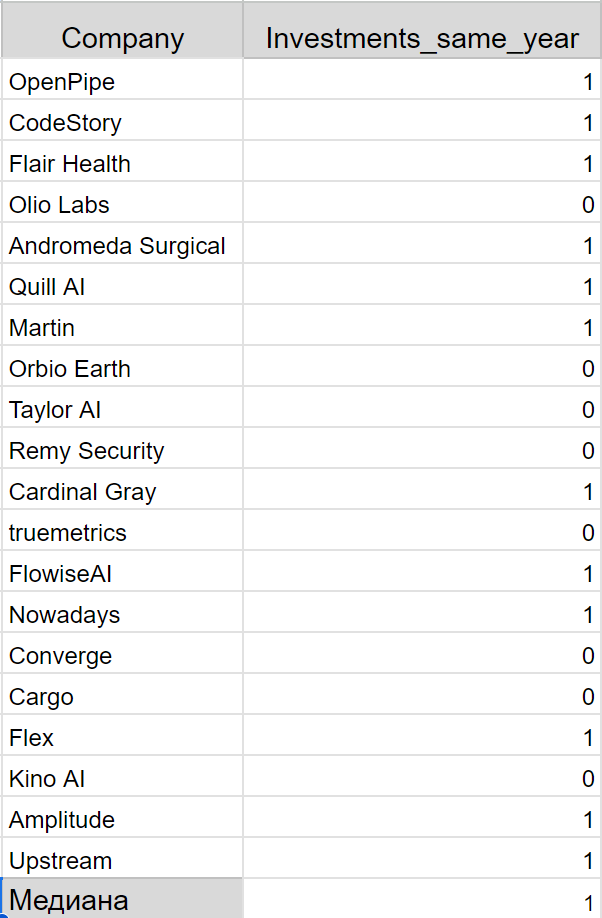 Company Investments_same_year
OpenPipe 1
CodeStory 1
Flair Health 1
Olio Labs 0
Andromeda Surgical 1
Quill AI 1
Martin 1
Orbio Earth 0
Taylor AI 0
Remy Security 0
Cardinal Gray 1
truemetrics 0
FlowiseAI 1
Nowadays 1
Converge 0
Cargo 0
Flex 1
Kino AI 0
Amplitude 1
Upstream 1
Медиана 1